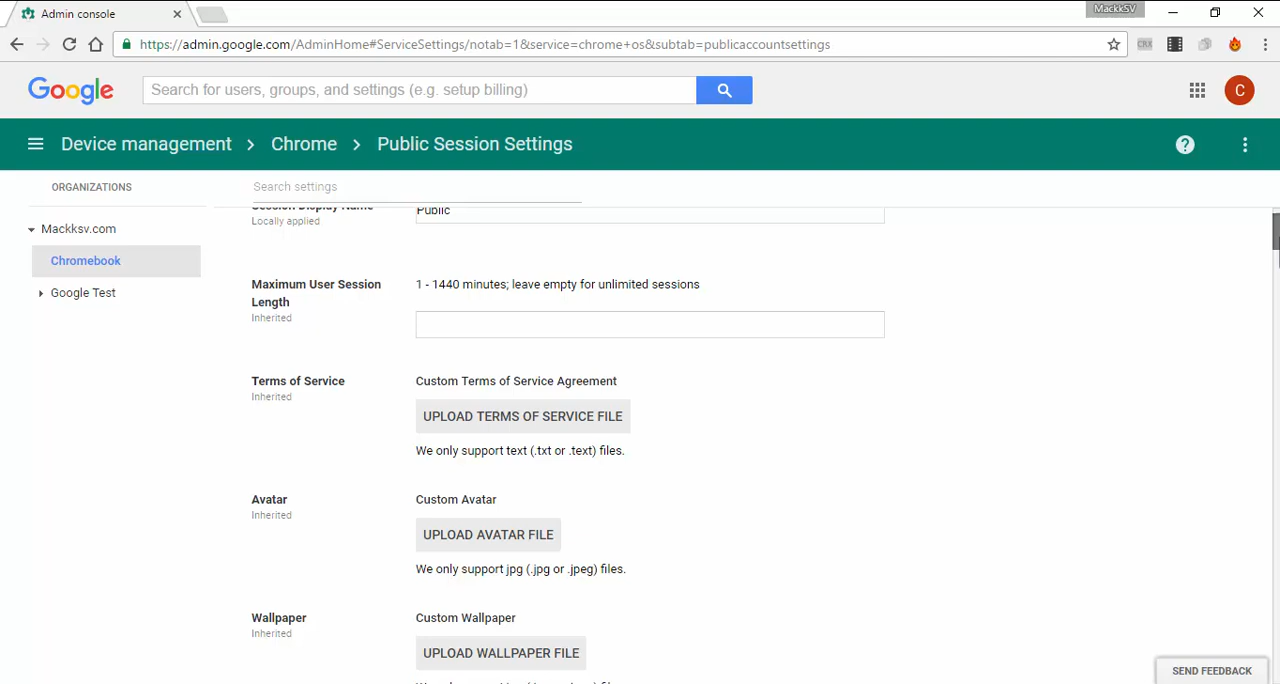 Admin console
MackkSV
https://admin.google.com/AdminHome#ServiceSettings/notab=1&service=chrome+os&subtab=publicaccountsettings
CRX
Google
Search for users, groups, and settings (e.g. setup billing)
C
Device management > Chrome > Public Session Settings
ORGANIZATIONS
Search settings
Mackksv.com
Chromebook
Google Test
Session Display Name
Locally applied
Public
Maximum User Session
Length
Inherited
1 - 1440 minutes; leave empty for unlimited sessions
Terms of Service
Inherited
Custom Terms of Service Agreement
UPLOAD TERMS OF SERVICE FILE
We only support text (.txt or .text) files.
Avatar
Inherited
Custom Avatar
UPLOAD AVATAR FILE
We only support jpg (.jpg or .jpeg) files.
Wallpaper
Inherited
Custom Wallpaper
UPLOAD WALLPAPER FILE
SEND FEEDBACK